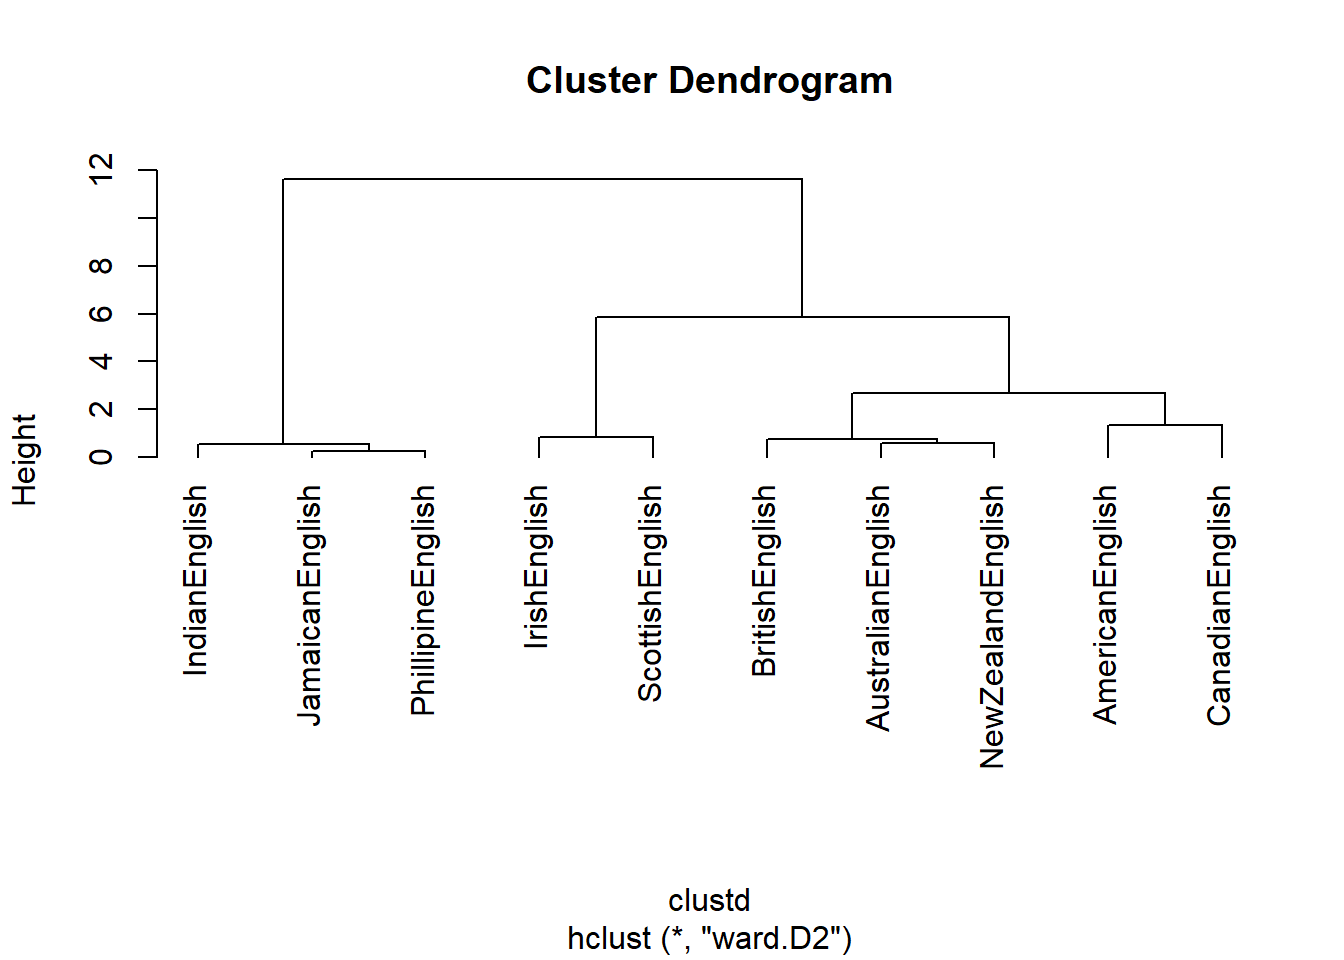 Cluster Dendrogram
Height
12
8
6
4
2
0
IndianEnglish
JamaicanEnglish
PhillipineEnglish
IrishEnglish
ScottishEnglish
BritishEnglish
AustralianEnglish
NewZealandEnglish
AmericanEnglish
CanadianEnglish
clustd
hclust (*, "ward.D2")